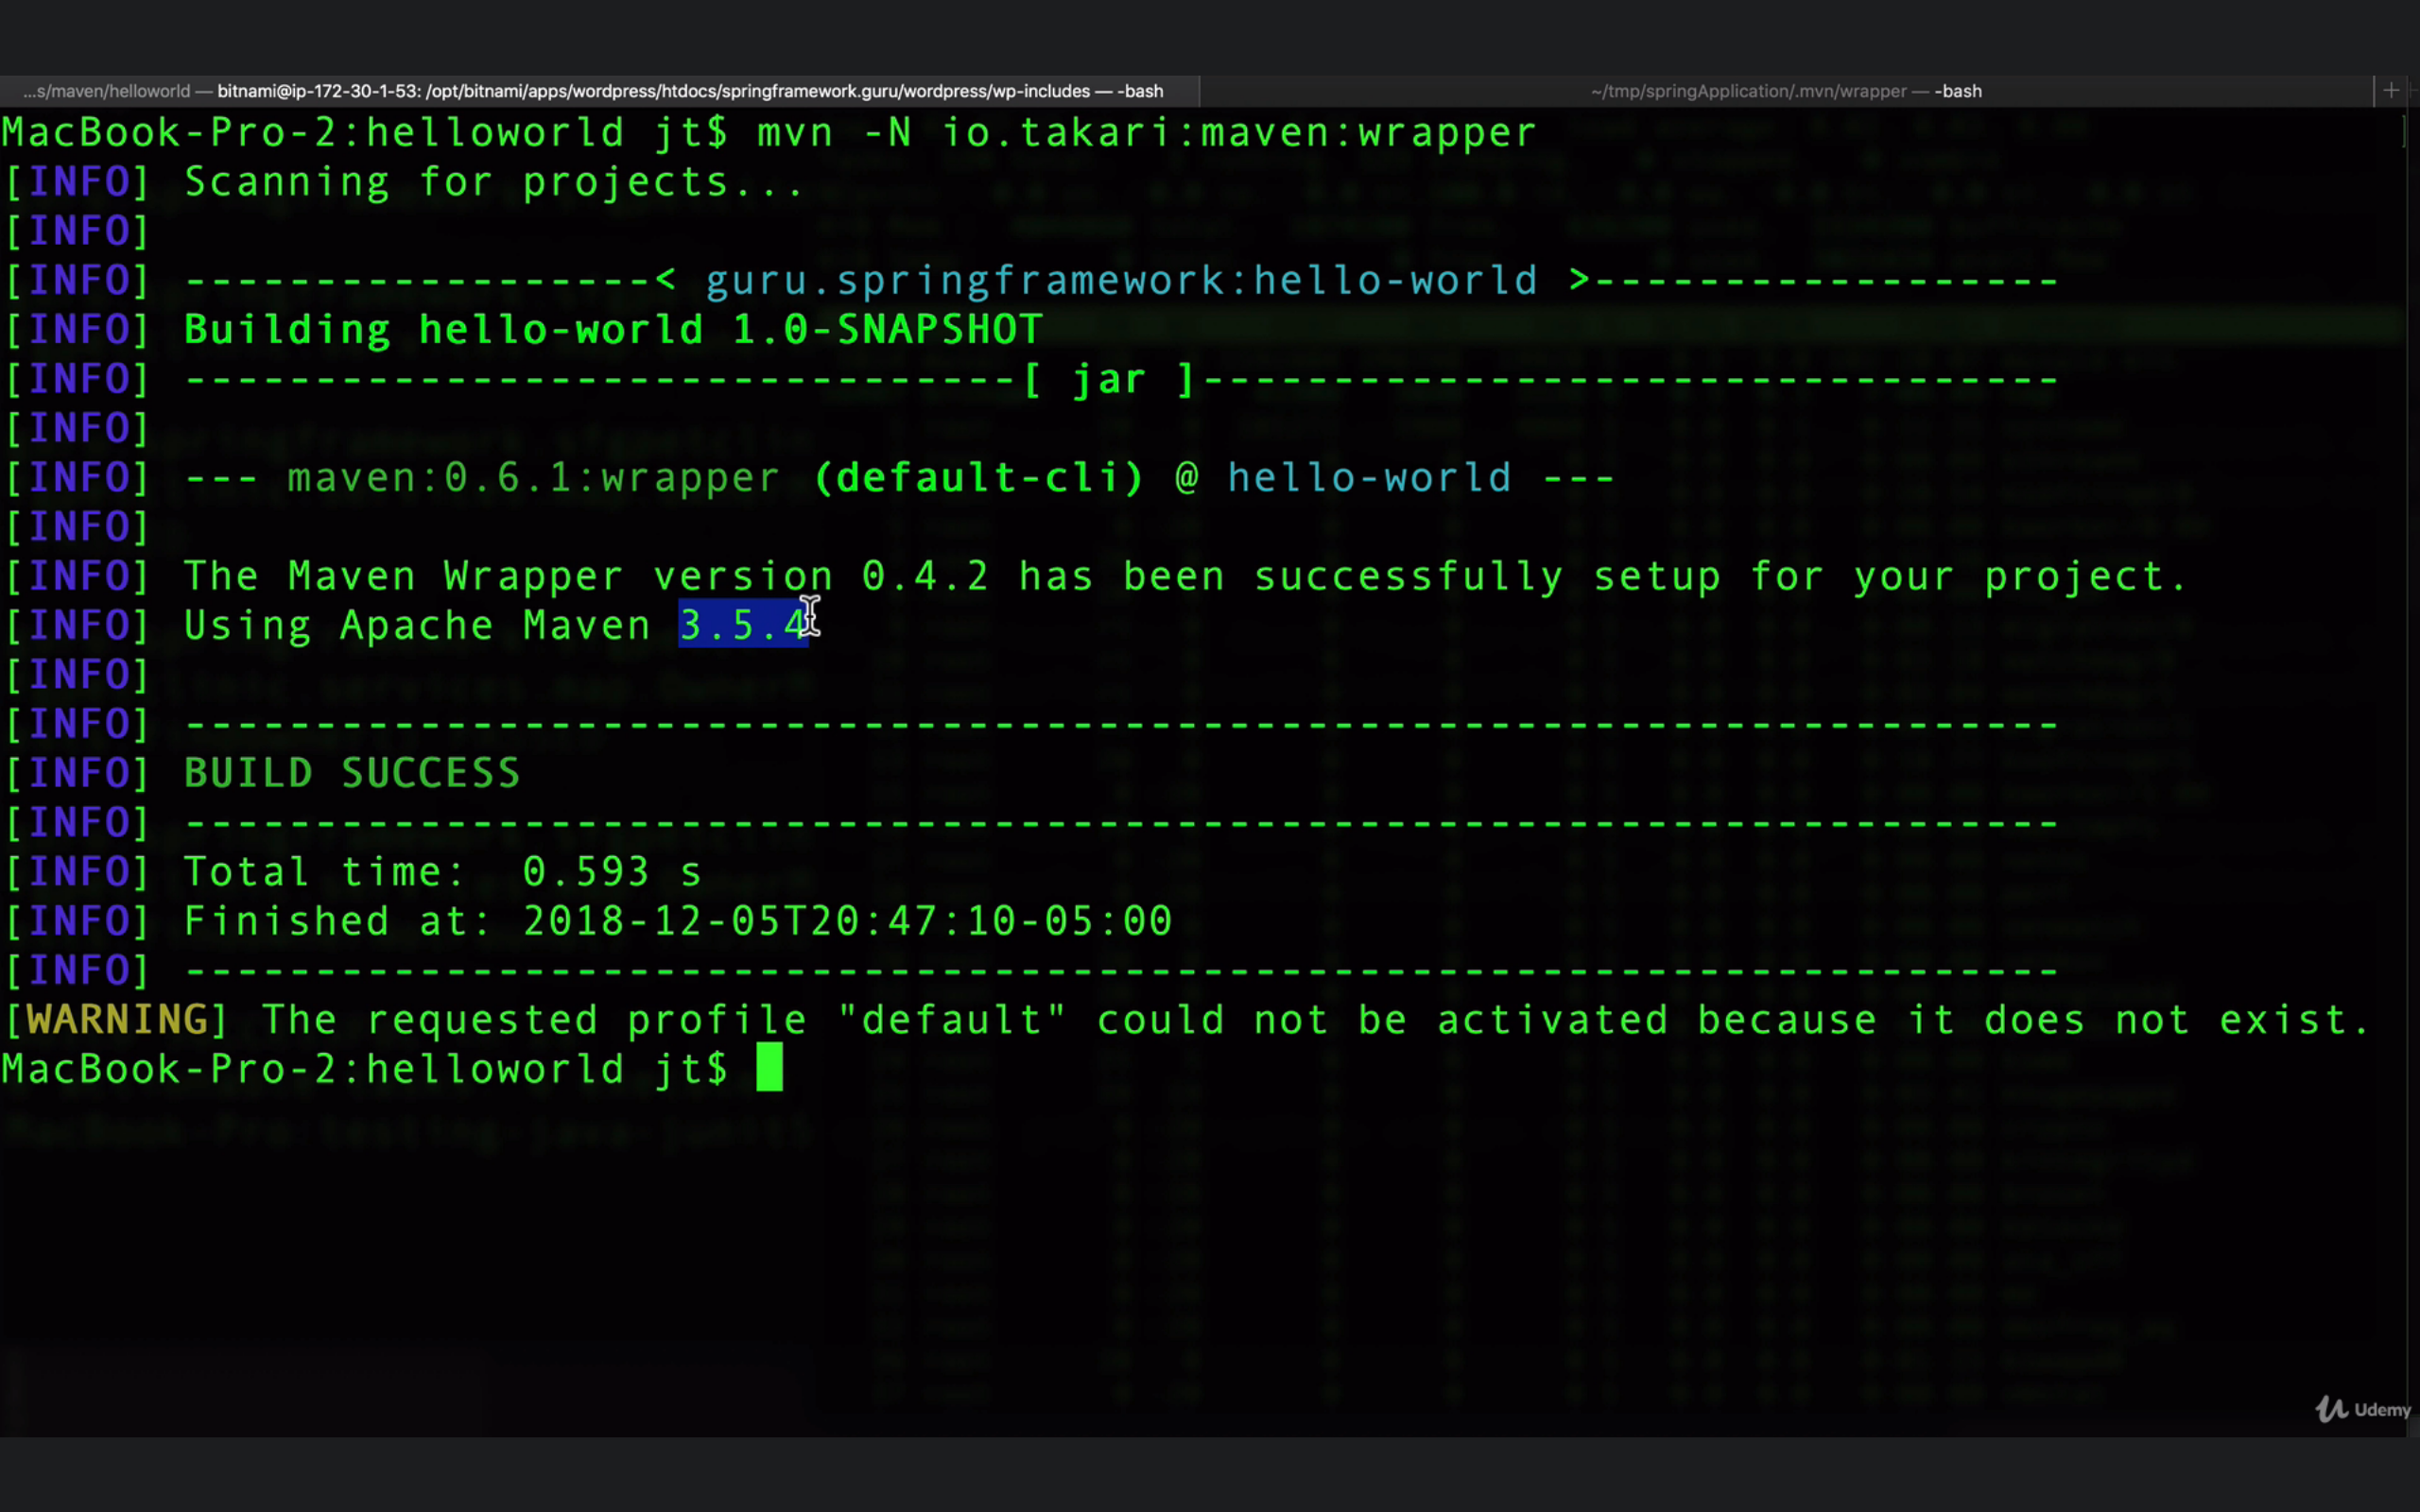 ...s/maven/helloworld — bitnami@ip-172-30-1-53: /opt/bitnami/apps/wordpress/htdocs/springframework.guru/wordpress/wp-includes — -bash
~/tmp/springApplication/.mvn/wrapper — -bash
MacBook-Pro-2:helloworld jt$ mvn -N io.takari:maven:wrapper
[INFO] Scanning for projects...
[INFO]
[INFO] ------------------< guru.springframework:hello-world >------------------
[INFO] Building hello-world 1.0-SNAPSHOT
[INFO] --------------------------------[ jar ]---------------------------------
[INFO]
[INFO] --- maven:0.6.1:wrapper (default-cli) @ hello-world ---
[INFO]
[INFO] The Maven Wrapper version 0.4.2 has been successfully setup for your project.
[INFO] Using Apache Maven 3.5.4
[INFO]
[INFO] ------------------------------------------------------------------------
[INFO] BUILD SUCCESS
[INFO] ------------------------------------------------------------------------
[INFO] Total time:  0.593 s
[INFO] Finished at: 2018-12-05T20:47:10-05:00
[INFO] ------------------------------------------------------------------------
[WARNING] The requested profile "default" could not be activated because it does not exist.
MacBook-Pro-2:helloworld jt$
Udemy